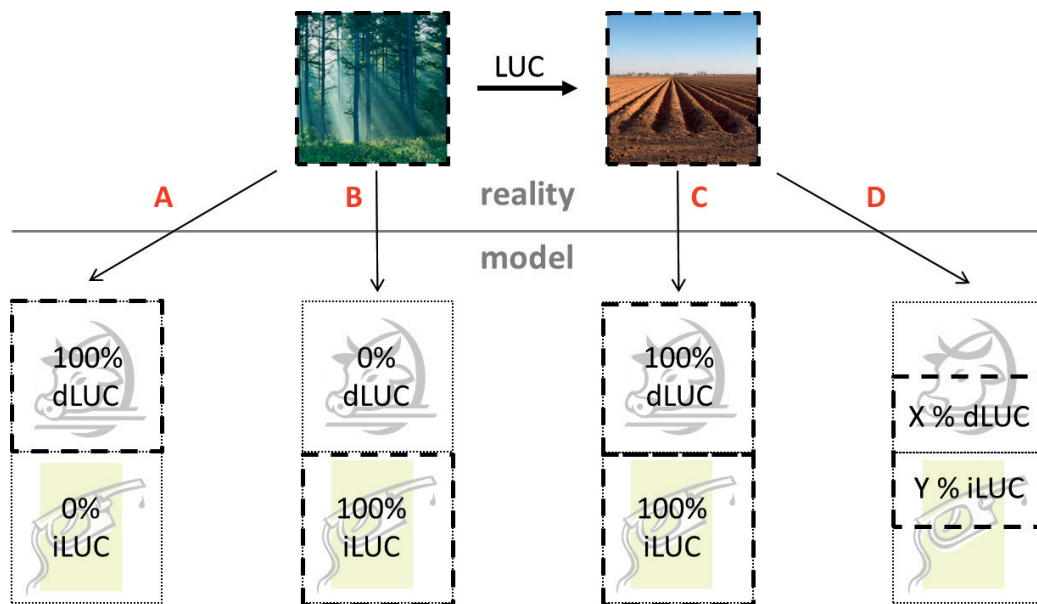 LUC
A
B
reality
C
D
model
100%
dLUC
0%
dLUC
100%
dLUC
X % dLUC
0%
iLUC
100%
iLUC
100%
iLUC
Y % iLUC